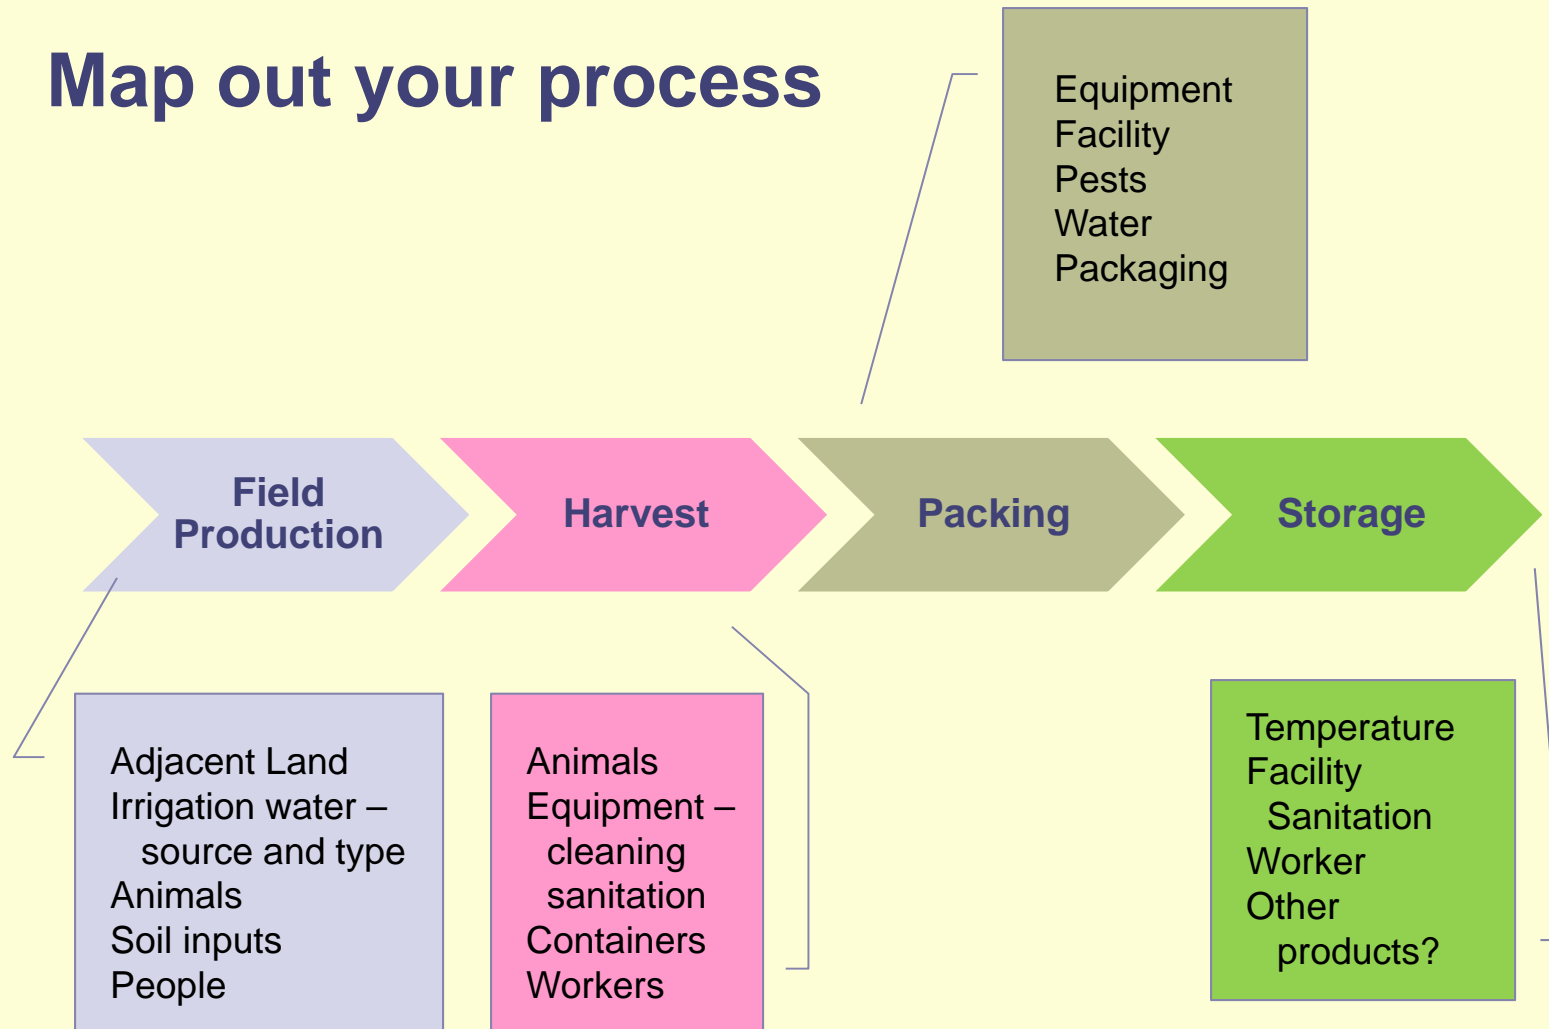 Map out your process
Equipment
Facility
Pests
Water
Packaging
Field
Production
Harvest
Packing
Storage
Adjacent Land
Irrigation water –
source and type
Animals
Soil inputs
People
Animals
Equipment –
cleaning
sanitation
Containers
Workers
Temperature
Facility
Sanitation
Worker
Other
products?